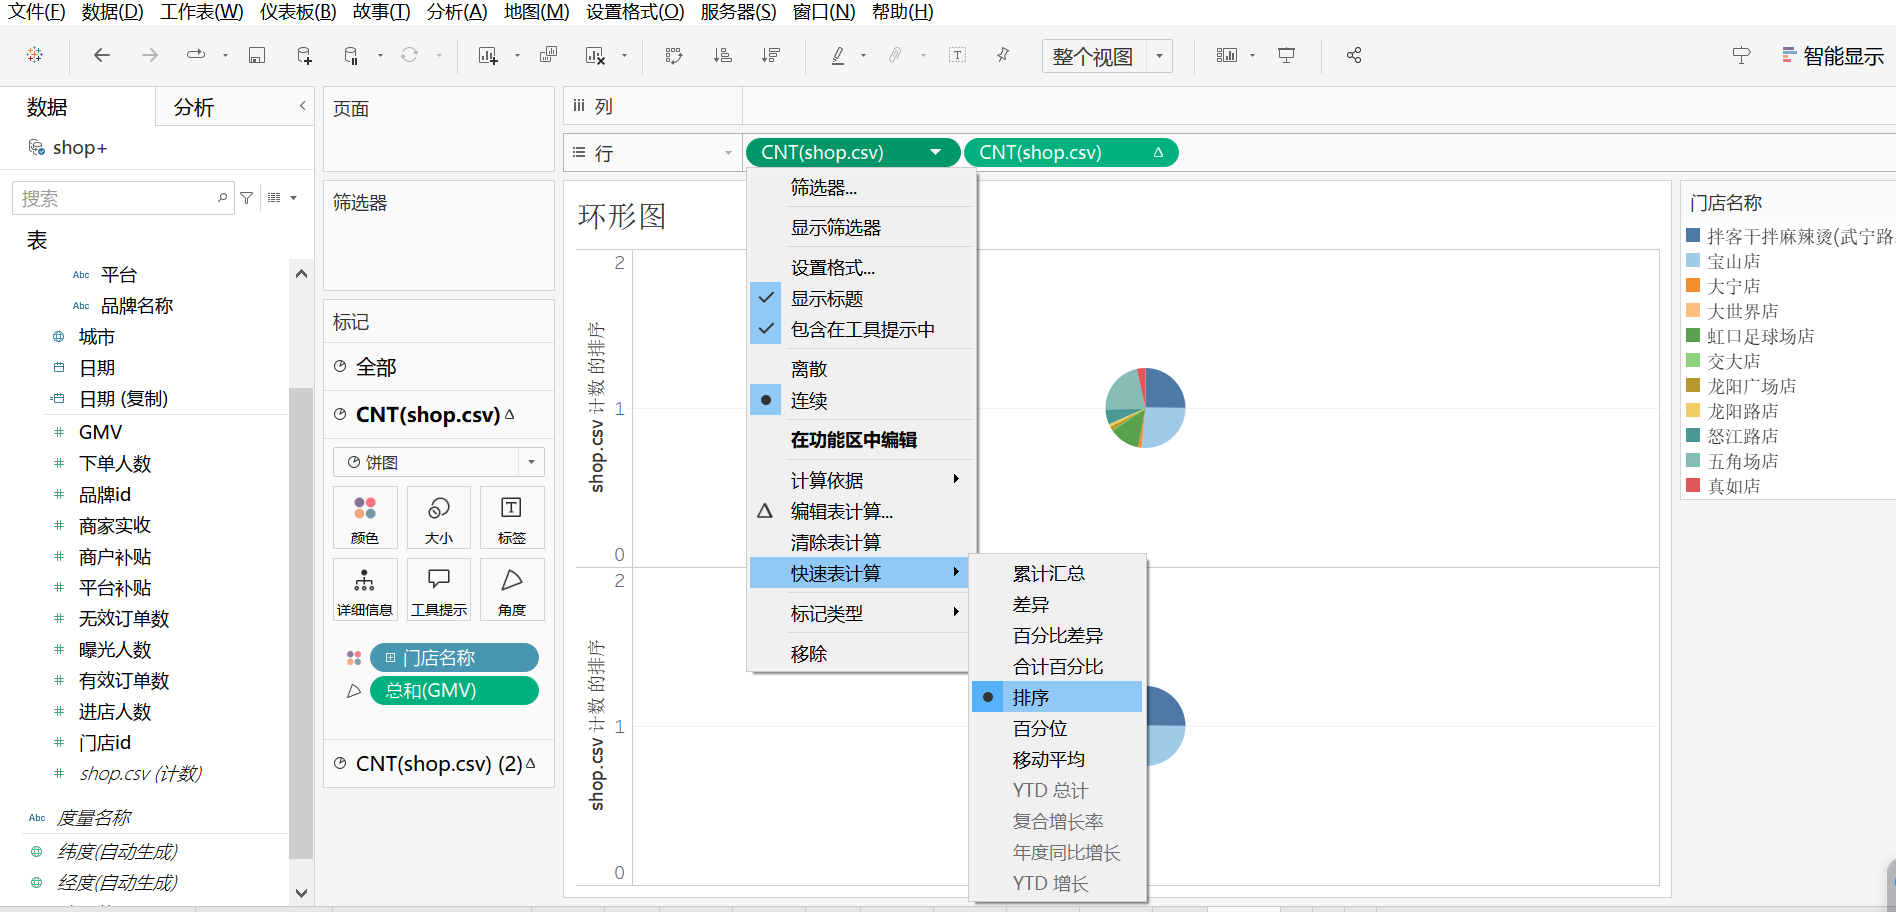 文件(F) 数据(D) 工作表(W) 仪表板(B) 故事(T) 分析(A) 地图(M) 设置格式(O) 服务器(S) 窗口(N) 帮助(H)
整个视图
智能显示
数据
分析
shop+
搜索
表
Abc 平台
Abc 品牌名称
城市
日期
日期 (复制)
GMV
下单人数
品牌id
商家实收
商户补贴
平台补贴
无效订单数
曝光人数
有效订单数
进店人数
门店id
shop.csv (计数)
Abc 度量名称
纬度(自动生成)
经度(自动生成)
页面
筛选器
标记
全部
CNT(shop.csv) Δ
饼图
颜色
大小
标签
详细信息
工具提示
角度
门店名称
总和(GMV)
CNT(shop.csv) (2) Δ
列
行
CNT(shop.csv)
CNT(shop.csv) Δ
环形图
2
1
0
shop.csv 计数 的排序
2
1
0
shop.csv 计数 的排序
筛选器...
显示筛选器
设置格式...
显示标题
包含在工具提示中
离散
连续
在功能区中编辑
计算依据
Δ 编辑表计算...
清除表计算
快速表计算
标记类型
移除
累计汇总
差异
百分比差异
合计百分比
排序
百分位
移动平均
YTD 总计
复合增长率
年度同比增长
YTD 增长
门店名称
拌客干拌麻辣烫(武宁路
宝山店
大宁店
大世界店
虹口足球场店
交大店
龙阳广场店
龙阳路店
怒江路店
五角场店
真如店